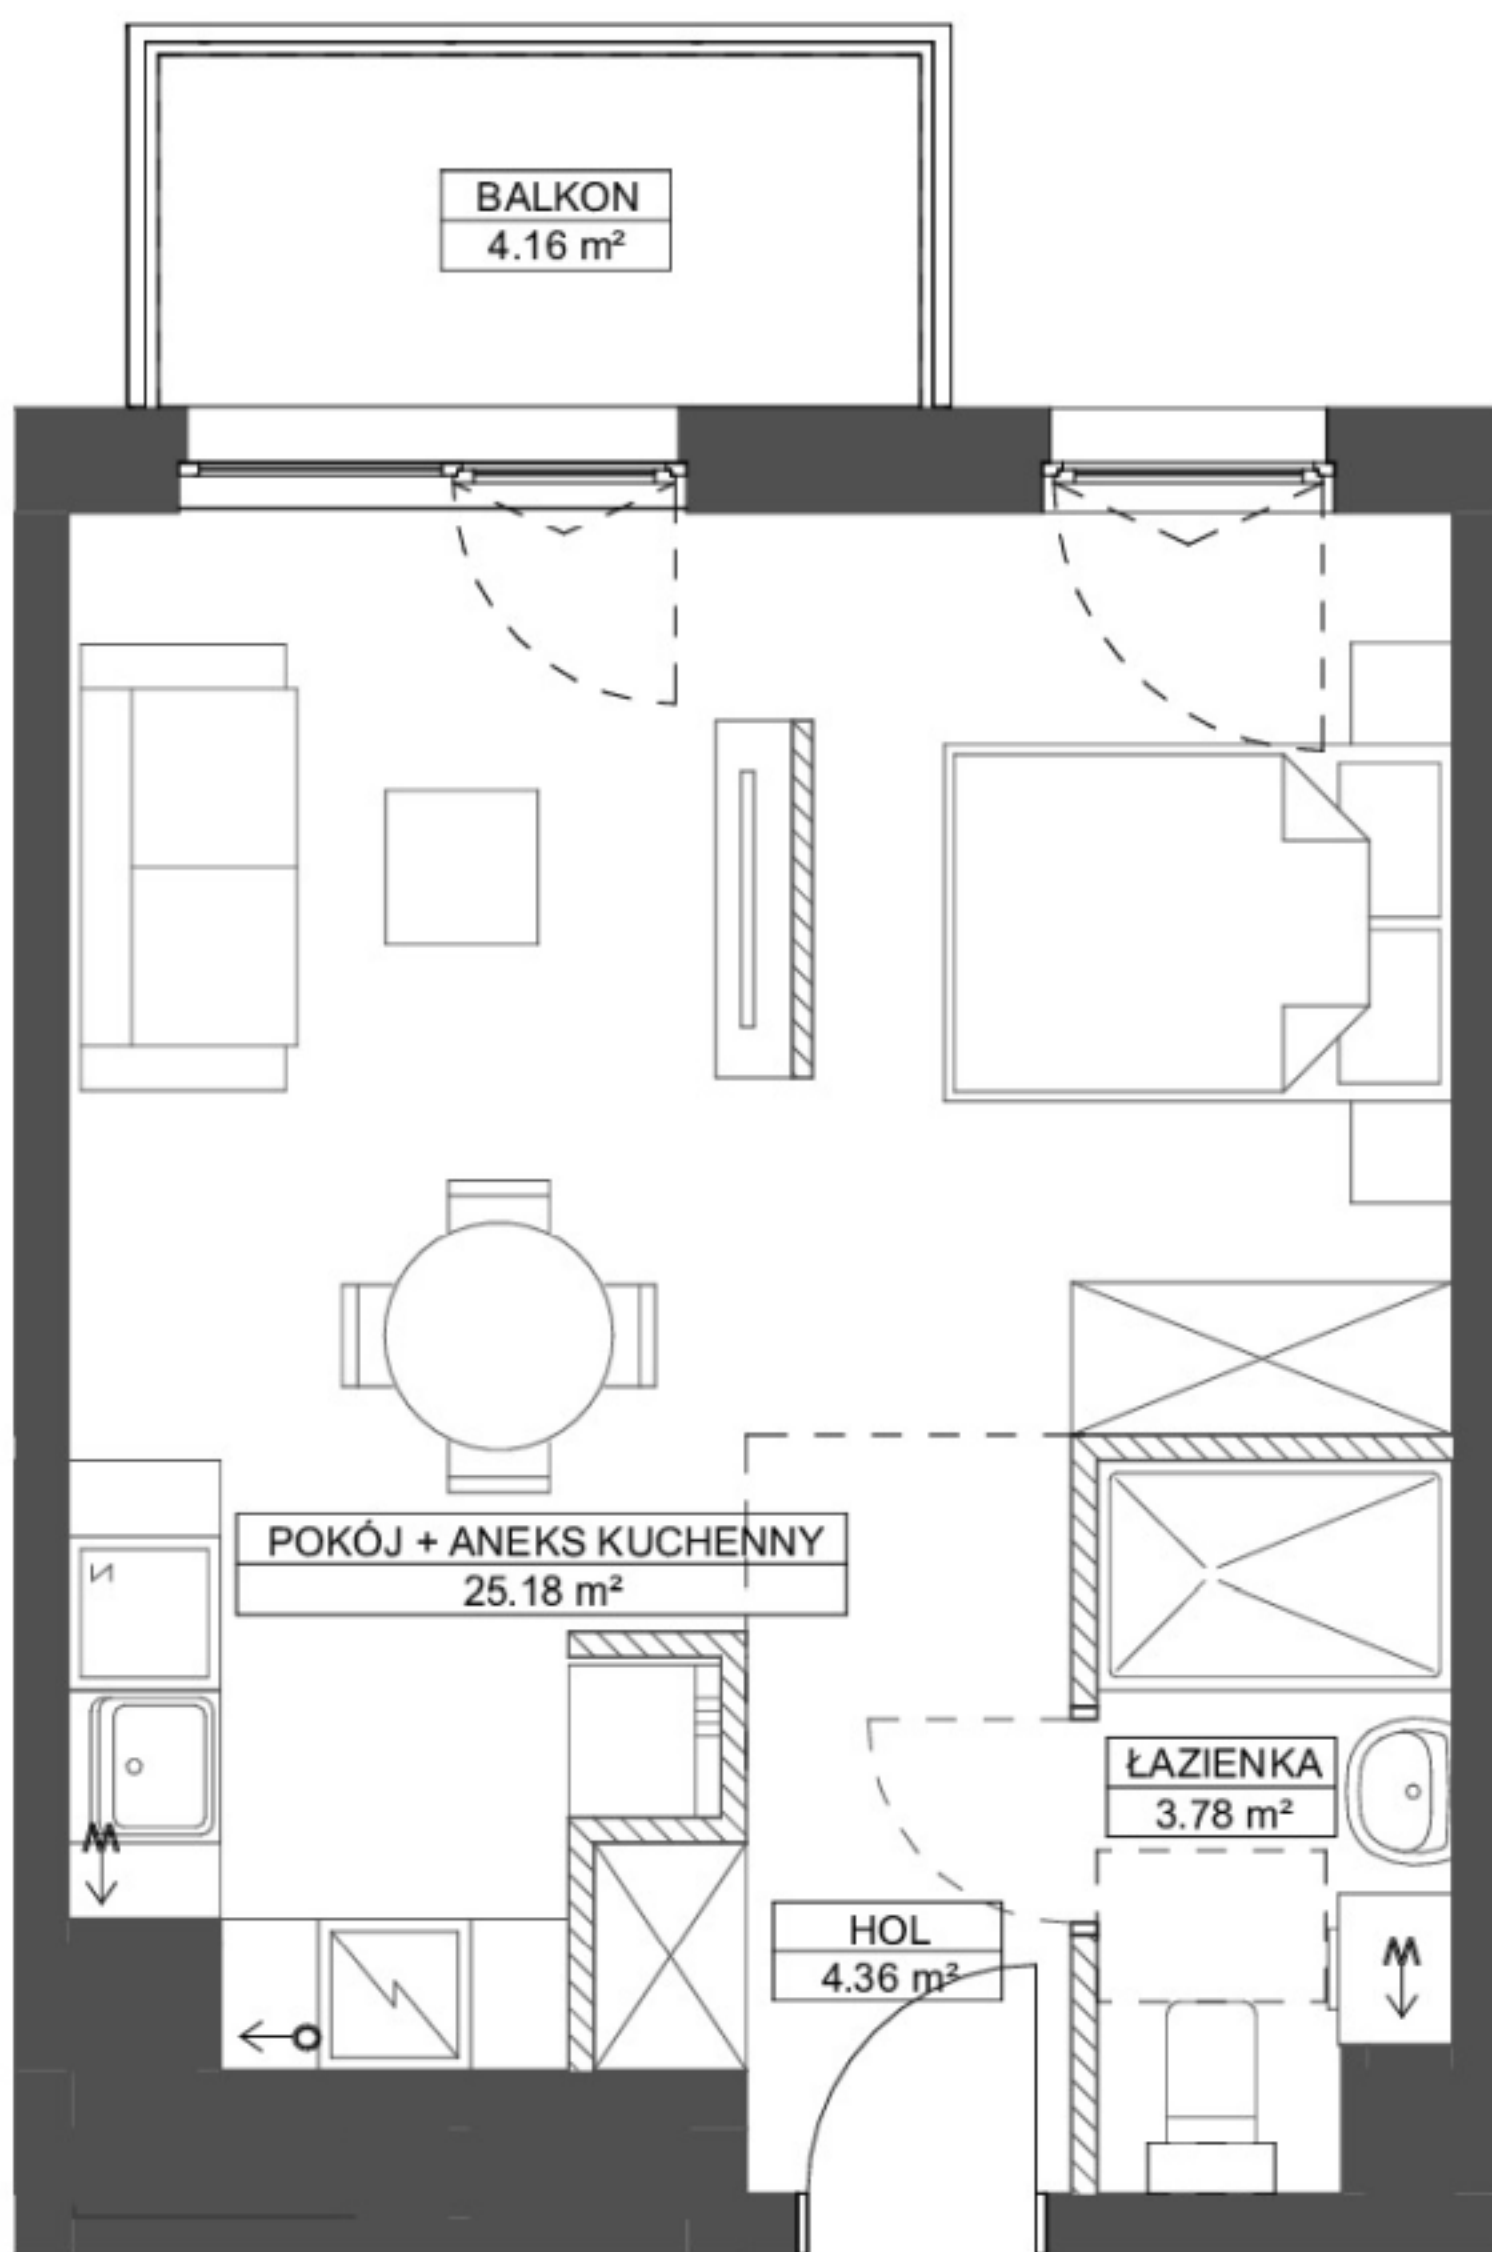 BALKON
4.16 m²
POKÓJ + ANEKS KUCHENNY
25.18 m²
ŁAZIENKA
3.78 m²
HOL
4.36 m²